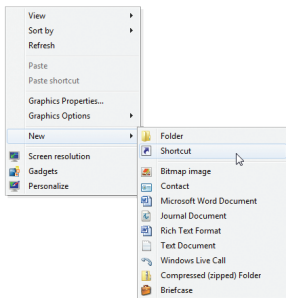 View
Sort by
Refresh
Paste
Paste shortcut
Graphics Properties...
Graphics Options
New
Screen resolution
Gadgets
Personalize
Folder
Shortcut
Bitmap image
Contact
Microsoft Word Document
Journal Document
Rich Text Format
Text Document
Windows Live Call
Compressed (zipped) Folder
Briefcase